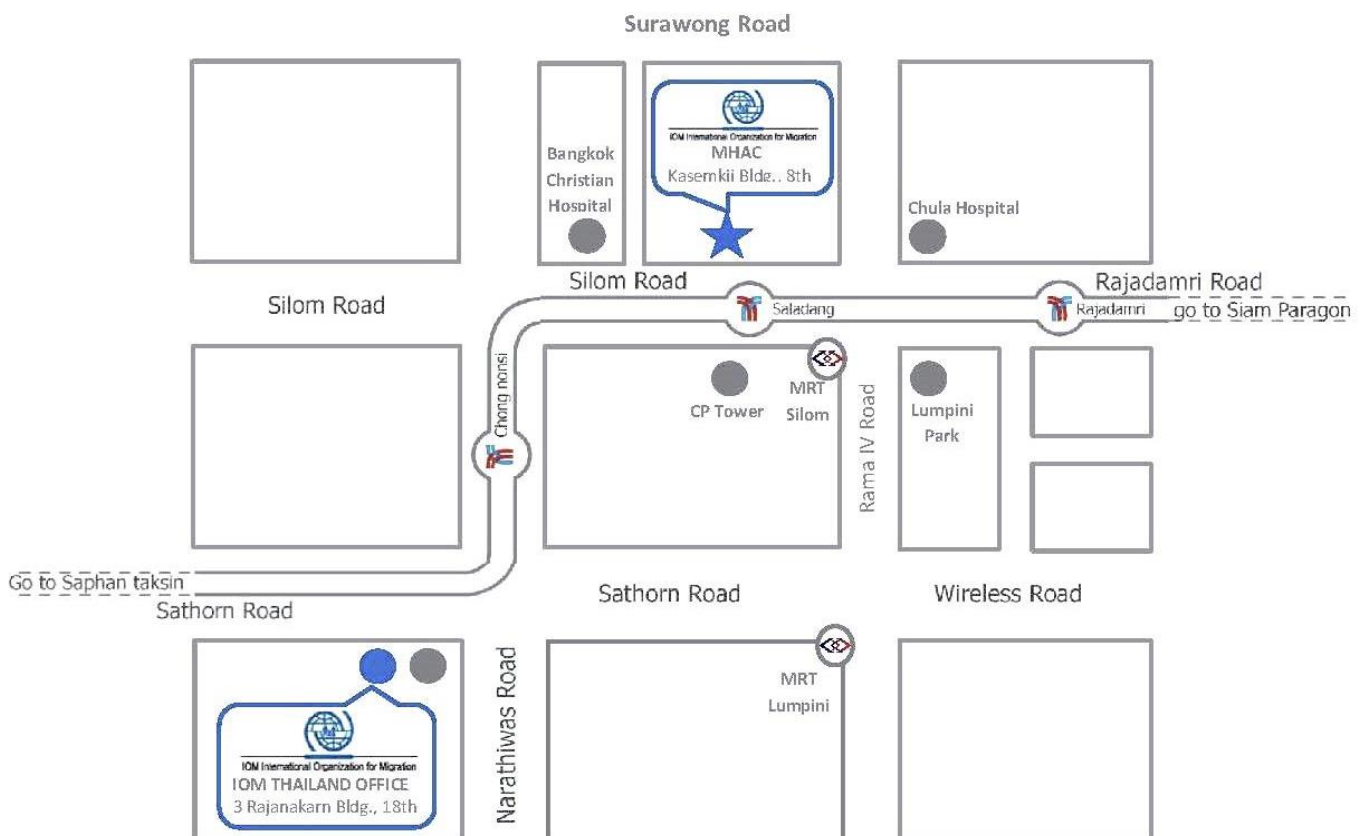 Surawong Road
IOM International Organization for Migration
MHAC
Kasemkii Bldg., 8th
Bangkok
Christian
Hospital
Chula Hospital
Silom Road
Silom Road
Rajadamri Road
Saladang
Rajadamri
go to Siam Paragon
Chong nonsi
CP Tower
MRT
Silom
Rama IV Road
Lumpini
Park
Go to Saphan taksin
Sathorn Road
Sathorn Road
Wireless Road
Narathiwas Road
MRT
Lumpini
IOM International Organization for Migration
IOM THAILAND OFFICE
3 Rajanakarn Bldg., 18th